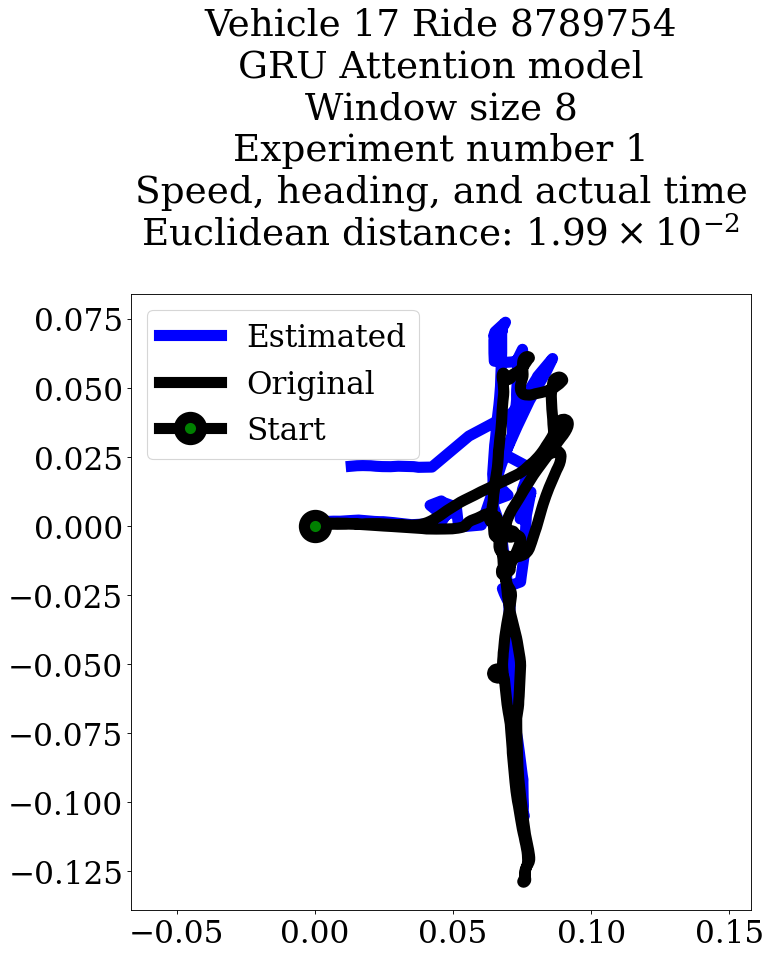 Vehicle 17 Ride 8789754
GRU Attention model
Window size 8
Experiment number 1
Speed, heading, and actual time
Euclidean distance: 1.99 × 10⁻²
Estimated
Original
Start
0.075
0.050
0.025
0.000
−0.025
−0.050
−0.075
−0.100
−0.125
−0.05 0.00 0.05 0.10 0.15